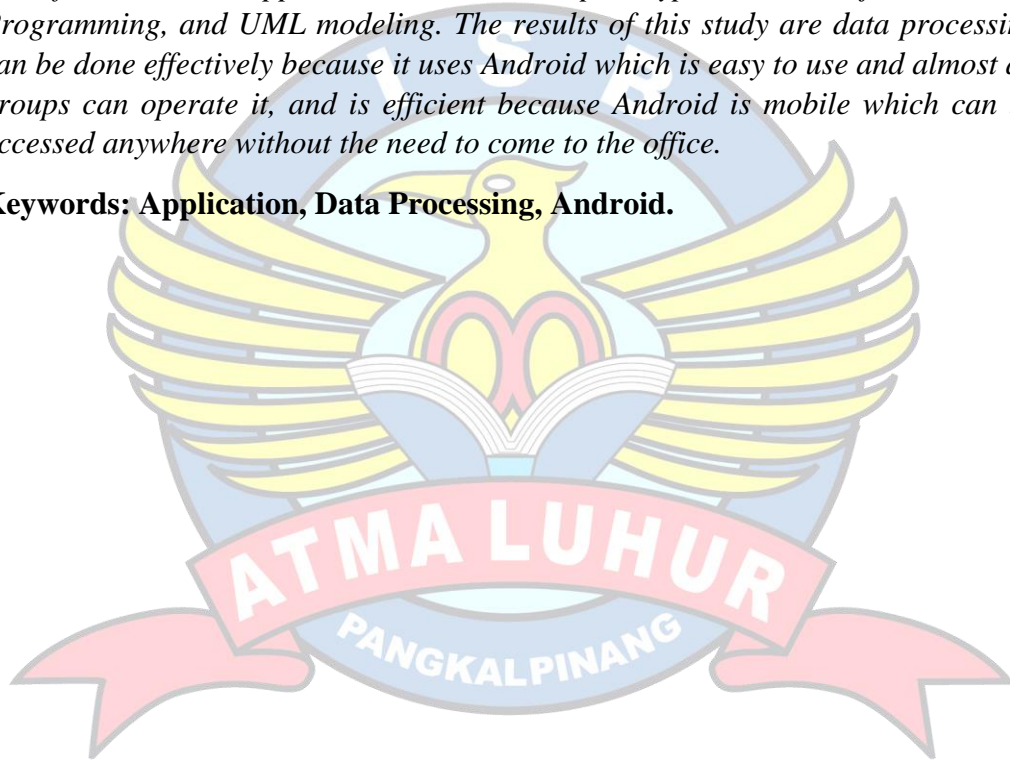 Programming, and UML modeling. The results of this study are data processing
can be done effectively because it uses Android which is easy to use and almost
groups can operate it, and is efficient because Android is mobile which can
accessed anywhere without the need to come to the office.
Keywords: Application, Data Processing, Android.
I S B
ATMA LUHUR
PANGKALPINANG